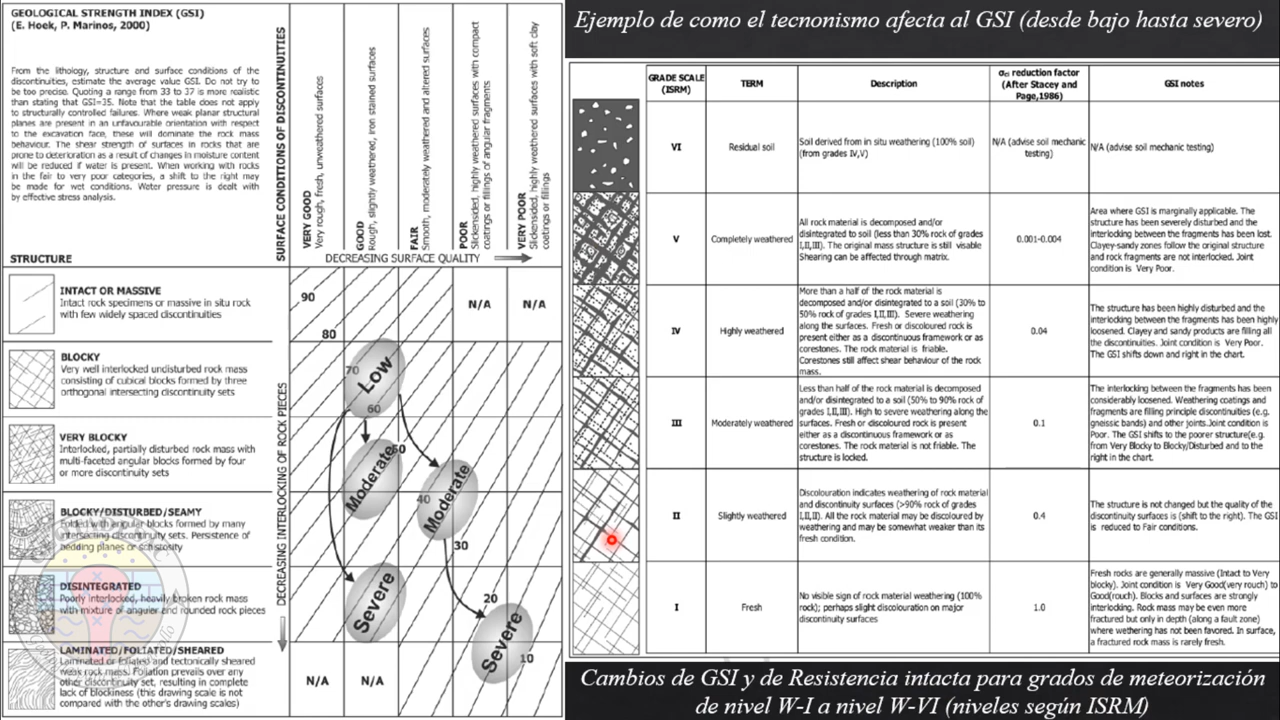 GEOLOGICAL STRENGTH INDEX (GSI)
(E. Hoek, P. Marinos, 2000)
From the lithology, structure and surface conditions of the
discontinuities, estimate the average value GSI. Do not try to
be too precise. Quoting a range from 33 to 37 is more realistic
than stating that GSI=35. Note that the table does not apply
to structurally controlled failures. Where weak planar structural
planes are present in an unfavourable orientation with respect
to the excavation face, these will dominate the rock mass
behaviour. The shear strength of surfaces in rocks that are
prone to deterioration as a result of changes in moisture content
will be reduced if water is present. When working with rocks
in the fair to very poor categories, a shift to the right may
be made for wet conditions. Water pressure is dealt with
by effective stress analysis.
STRUCTURE
SURFACE CONDITIONS OF DISCONTINUITIES
VERY GOOD
Very rough, fresh, unweathered surfaces
GOOD
Rough, slightly weathered, iron stained surfaces
FAIR
Smooth, moderately weathered and altered surfaces
POOR
Slickensided, highly weathered surfaces with compact
coatings or fillings of angular fragments
VERY POOR
Slickensided, highly weathered surfaces with soft clay
coatings or fillings
DECREASING SURFACE QUALITY
DECREASING INTERLOCKING OF ROCK PIECES
INTACT OR MASSIVE
Intact rock specimens or massive in situ rock
with few widely spaced discontinuities
BLOCKY
Very well interlocked undisturbed rock mass
consisting of cubical blocks formed by three
orthogonal intersecting discontinuity sets
VERY BLOCKY
Interlocked, partially disturbed rock mass with
multi-faceted angular blocks formed by four
or more discontinuity sets
BLOCKY/DISTURBED/SEAMY
Folded with angular blocks formed by many
intersecting discontinuity sets. Persistence of
bedding planes or schistosity
DISINTEGRATED
Poorly interlocked, heavily broken rock mass
with mixture of angular and rounded rock pieces
LAMINATED/FOLIATED/SHEARED
Laminated or foliated and tectonically sheared
weak rock mass. Foliation prevails over any
other discontinuity set, resulting in complete
lack of blockiness (this drawing scale is not
compared with the other's drawing scales)
90
N/A
N/A
80
70
Low
60
50
Moderate
40
Moderate
30
Severe
20
Severe
10
N/A
N/A
Ejemplo de como el tecnonismo afecta al GSI (desde bajo hasta severo)
GRADE SCALE
(ISRM)
TERM
Description
σci reduction factor
(After Stacey and
Page,1986)
GSI notes
VI
Residual soil
Soil derived from in situ weathering (100% soil)
(from grades IV,V)
N/A (advise soil mechanic
testing)
N/A (advise soil mechanic testing)
V
Completely weathered
All rock material is decomposed and/or
disintegrated to soil (less than 30% rock of grades
I,II,III). The original mass structure is still visable
Shearing can be affected through matrix.
0.001-0.004
Area where GSI is marginally applicable. The
structure has been severely disturbed and the
interlocking between the fragments has been lost.
Clayey-sandy zones follow the original structure
and rock fragments are not interlocked. Joint
condition is Very Poor.
IV
Highly weathered
More than a half of the rock material is
decomposed and/or disintegrated to a soil (30% to
50% rock of grades I,II,III). Severe weathering
along the surfaces. Fresh or discoloured rock is
present either as a discontinuous framework or as
corestones. The rock material is friable.
Corestones still affect shear behaviour of the rock
mass.
0.04
The structure has been highly disturbed and the
interlocking between the fragments has been highly
loosened. Clayey and sandy products are filling all
the discontinuities. Joint condition is Very Poor.
The GSI shifts down and right in the chart.
III
Moderately weathered
Less than half of the rock material is decomposed
and/or disintegrated to a soil (50% to 90% rock of
grades I,II,III). High to severe weathering along the
surfaces. Fresh or discoloured rock is present
either as a discontinuous framework or as
corestones. The rock material is not friable. The
structure is locked.
0.1
The interlocking between the fragments has been
considerably loosened. Weathering coatings and
fragments are filling principle discontinuities (e.g.
gneissic bands) and other joints.Joint condition is
Poor. The GSI shifts to the poorer structure(e.g.
from Very Blocky to Blocky/Disturbed and to the
right in the chart.
II
Slightly weathered
Discolouration indicates weathering of rock material
and discontinuity surfaces (>90% rock of grades
I,II,II). All the rock material may be discoloured by
weathering and may be somewhat weaker than its
fresh condition.
0.4
The structure is not changed but the quality of the
discontinuity surfaces is (shift to the right). The GSI
is reduced to Fair conditions.
I
Fresh
No visible sign of rock material weathering (100%
rock); perhaps slight discolouration on major
discontinuity surfaces
1.0
Fresh rocks are generally massive (Intact to Very
blocky). Joint condition is Very Good(very rouch) to
Good(rouch). Blocks and surfaces are strongly
interlocking. Rock mass may be even more
fractured but only in depth (along a fault zone)
where wethering has not been favored. In surface,
a fractured rock mass is rarely fresh.
Cambios de GSI y de Resistencia intacta para grados de meteorización
de nivel W-I a nivel W-VI (niveles según ISRM)